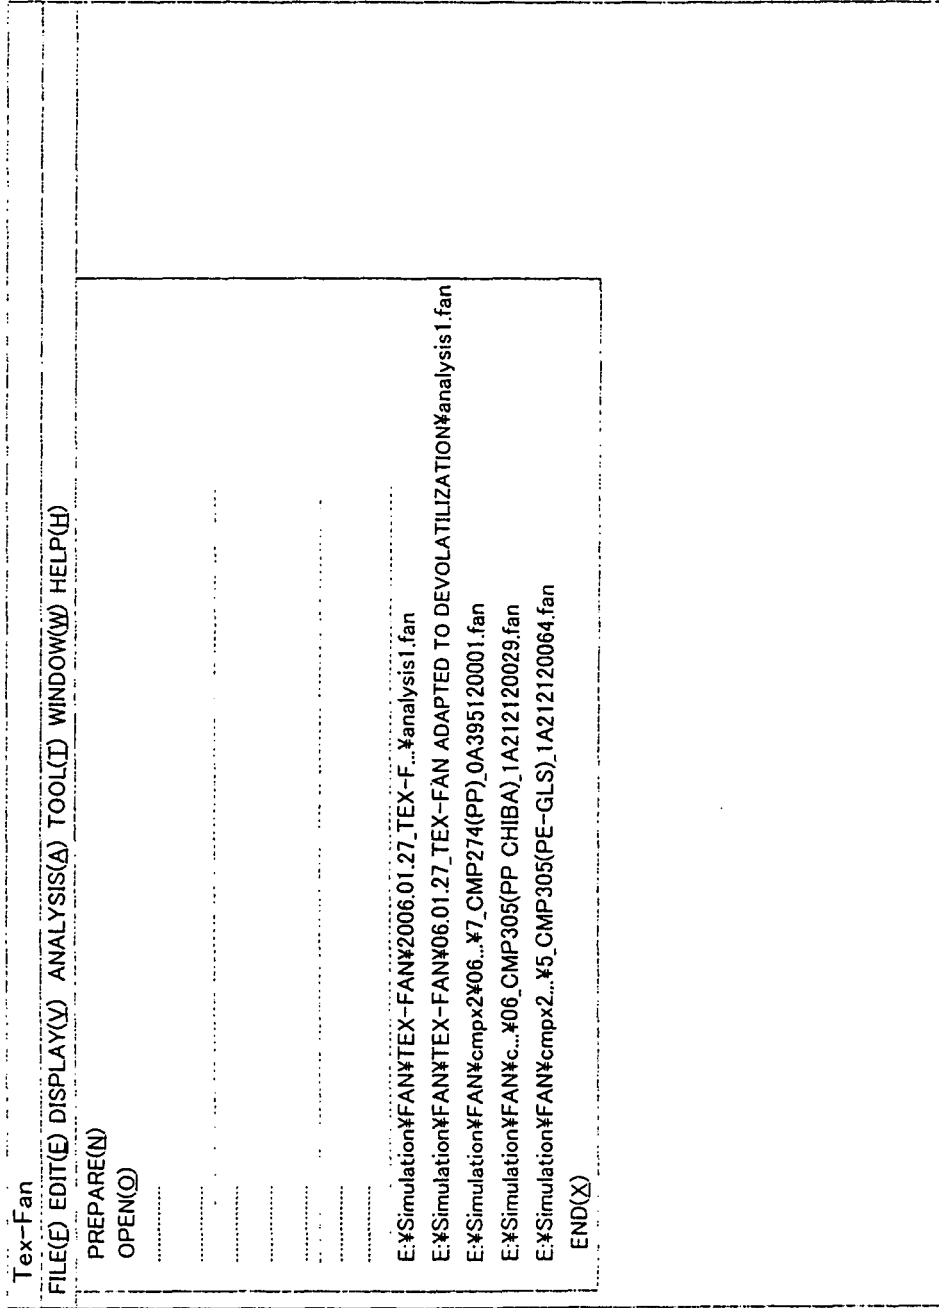 Tex-Fan
FILE(F) EDIT(E) DISPLAY(V) ANALYSIS(A) TOOL(T) WINDOW(W) HELP(H)
PREPARE(N)
OPEN(O)
E:¥Simulation¥FAN¥TEX-FAN¥2006.01.27_TEX-F...¥analysis1.fan
E:¥Simulation¥FAN¥TEX-FAN¥06.01.27_TEX-FAN ADAPTED TO DEVOLATILIZATION¥analysis1.fan
E:¥Simulation¥FAN¥cmpx2¥06...¥7_CMP274(PP)_0A395120001.fan
E:¥Simulation¥FAN¥c...¥06_CMP305(PP CHIBA)_1A212120029.fan
E:¥Simulation¥FAN¥cmpx2...¥5_CMP305(PE-GLS)_1A212120064.fan
END(X)